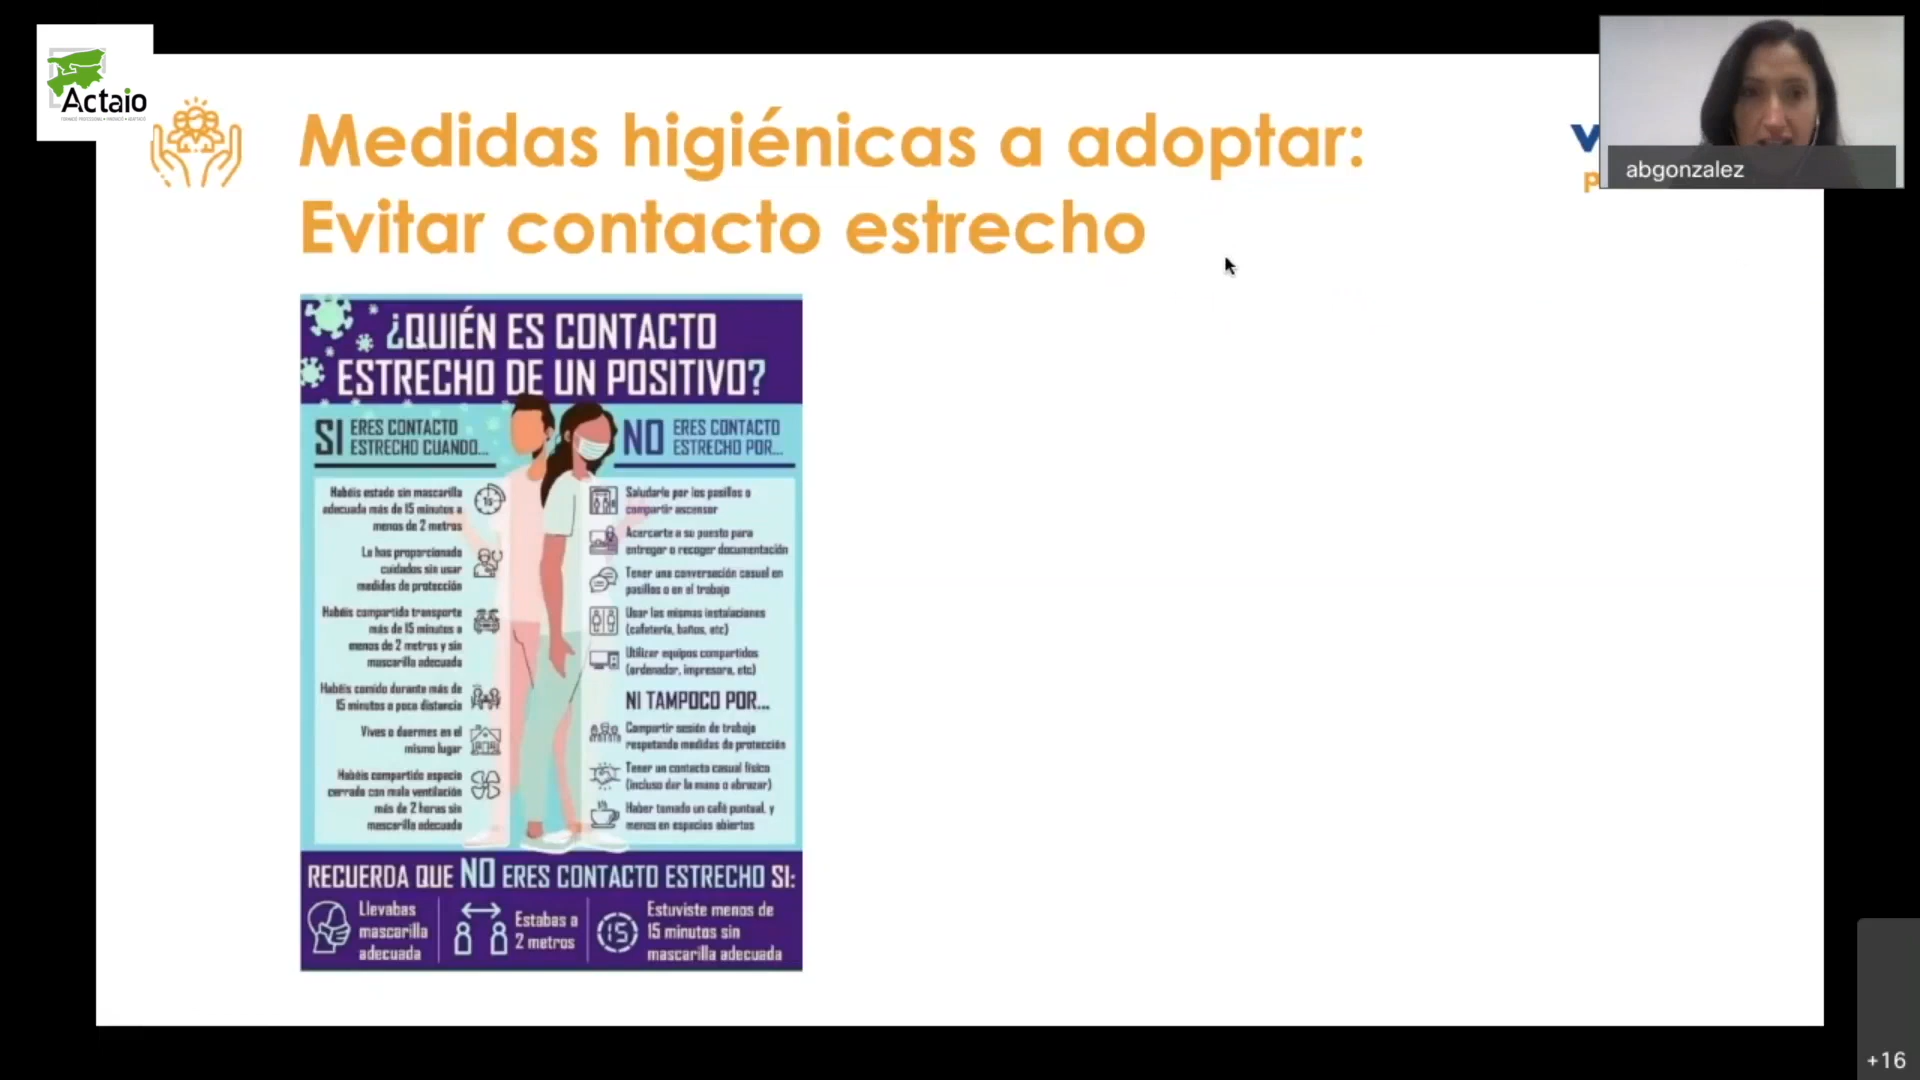 Actaio
Medidas higiénicas a adoptar:
Evitar contacto estrecho
abgonzalez
¿QUIÉN ES CONTACTO
ESTRECHO DE UN POSITIVO?
SI ERES CONTACTO
ESTRECHO CUANDO...
Habéis estado sin mascarilla
adecuada más de 15 minutos a
menos de 2 metros
Le has proporcionado
cuidados sin usar
medidas de protección
Habéis compartido transporte
más de 15 minutos a
menos de 2 metros y sin
mascarilla adecuada
Habéis comido durante más de
15 minutos a poca distancia
Vives o duermes en el
mismo lugar
Habéis compartido espacio
cerrado con mala ventilación
más de 2 horas sin
mascarilla adecuada
NO ERES CONTACTO
ESTRECHO POR...
Saludarle por los pasillos o
compartir ascensor
Acercarte a su puesto para
entregar o recoger documentación
Tener una conversación casual en
pasillos o en el trabajo
Usar las mismas instalaciones
(cafetería, baños, etc)
Utilizar equipos compartidos
(ordenador, impresora, etc)
NI TAMPOCO POR...
Compartir sesión de trabajo
respetando medidas de protección
Tener un contacto casual físico
(incluso dar la mano o abrazar)
Haber tomado un café puntual, y
menos en espacios abiertos
RECUERDA QUE NO ERES CONTACTO ESTRECHO SI:
Llevabas
mascarilla
adecuada
Estabas a
2 metros
15
Estuviste menos de
15 minutos sin
mascarilla adecuada
+16